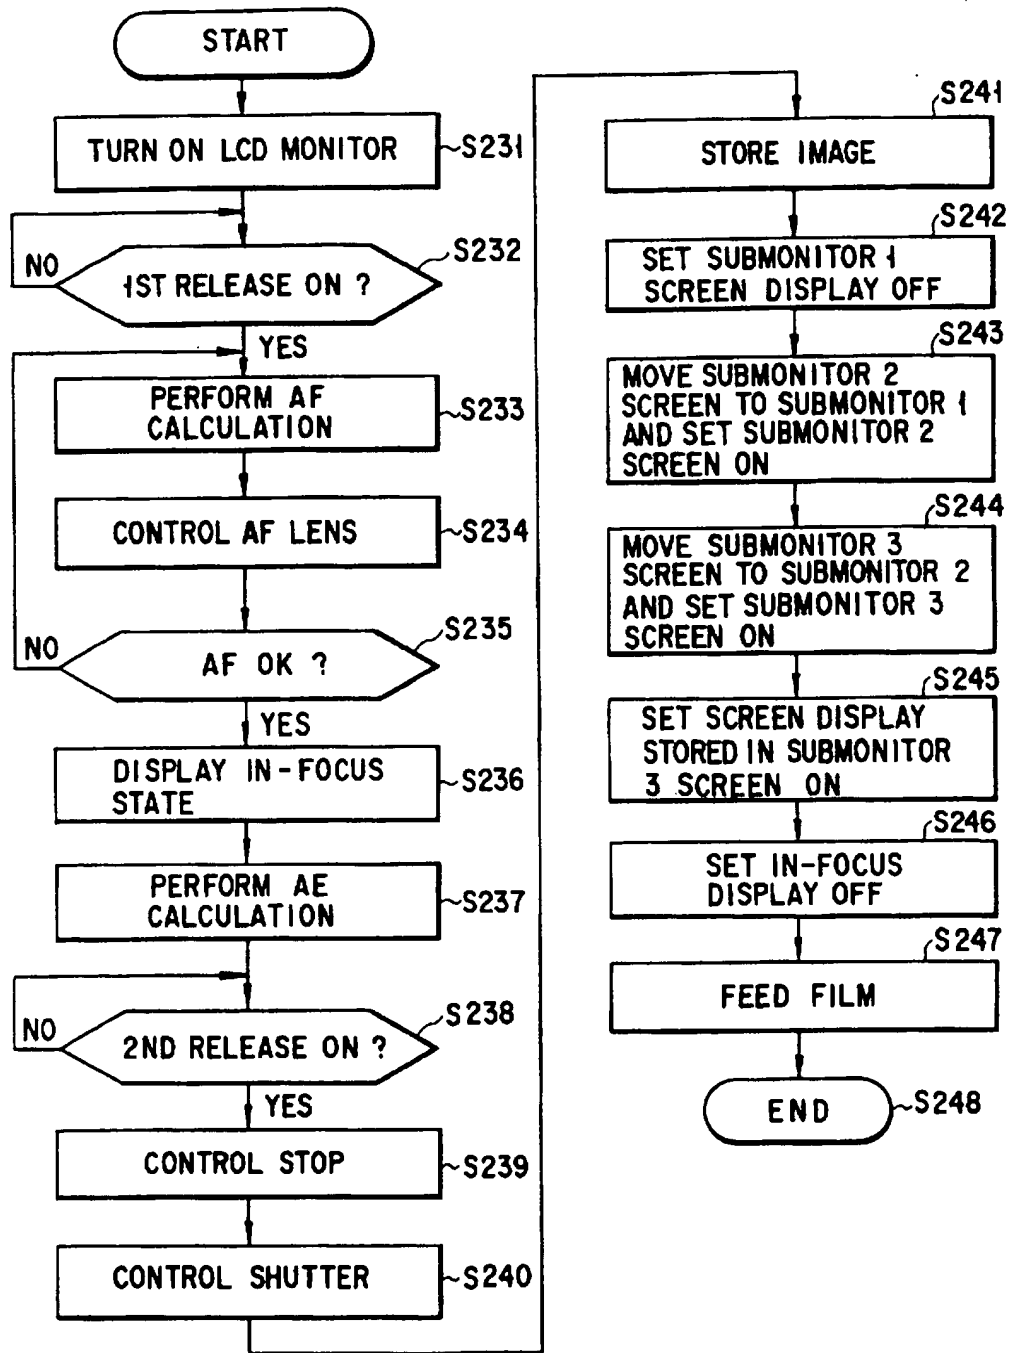 START
TURN ON LCD MONITOR
S231
NO
1ST RELEASE ON ?
S232
YES
PERFORM AF
CALCULATION
S233
CONTROL AF LENS
S234
NO
AF OK ?
S235
YES
DISPLAY IN-FOCUS
STATE
S236
PERFORM AE
CALCULATION
S237
NO
2ND RELEASE ON ?
S238
YES
CONTROL STOP
S239
CONTROL SHUTTER
S240
S241
STORE IMAGE
S242
SET SUBMONITOR 1
SCREEN DISPLAY OFF
S243
MOVE SUBMONITOR 2
SCREEN TO SUBMONITOR 1
AND SET SUBMONITOR 2
SCREEN ON
S244
MOVE SUBMONITOR 3
SCREEN TO SUBMONITOR 2
AND SET SUBMONITOR 3
SCREEN ON
S245
SET SCREEN DISPLAY
STORED IN SUBMONITOR
3 SCREEN ON
S246
SET IN-FOCUS
DISPLAY OFF
S247
FEED FILM
END
S248